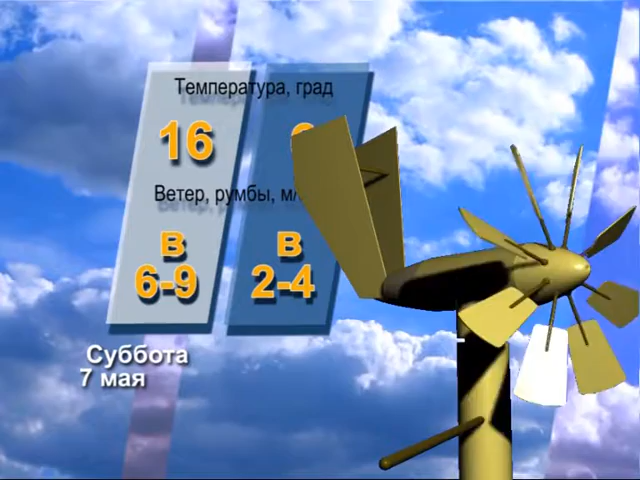 Температура, град
16
Ветер, румбы,
в в
6-9 2-4
Суббота
7 мая